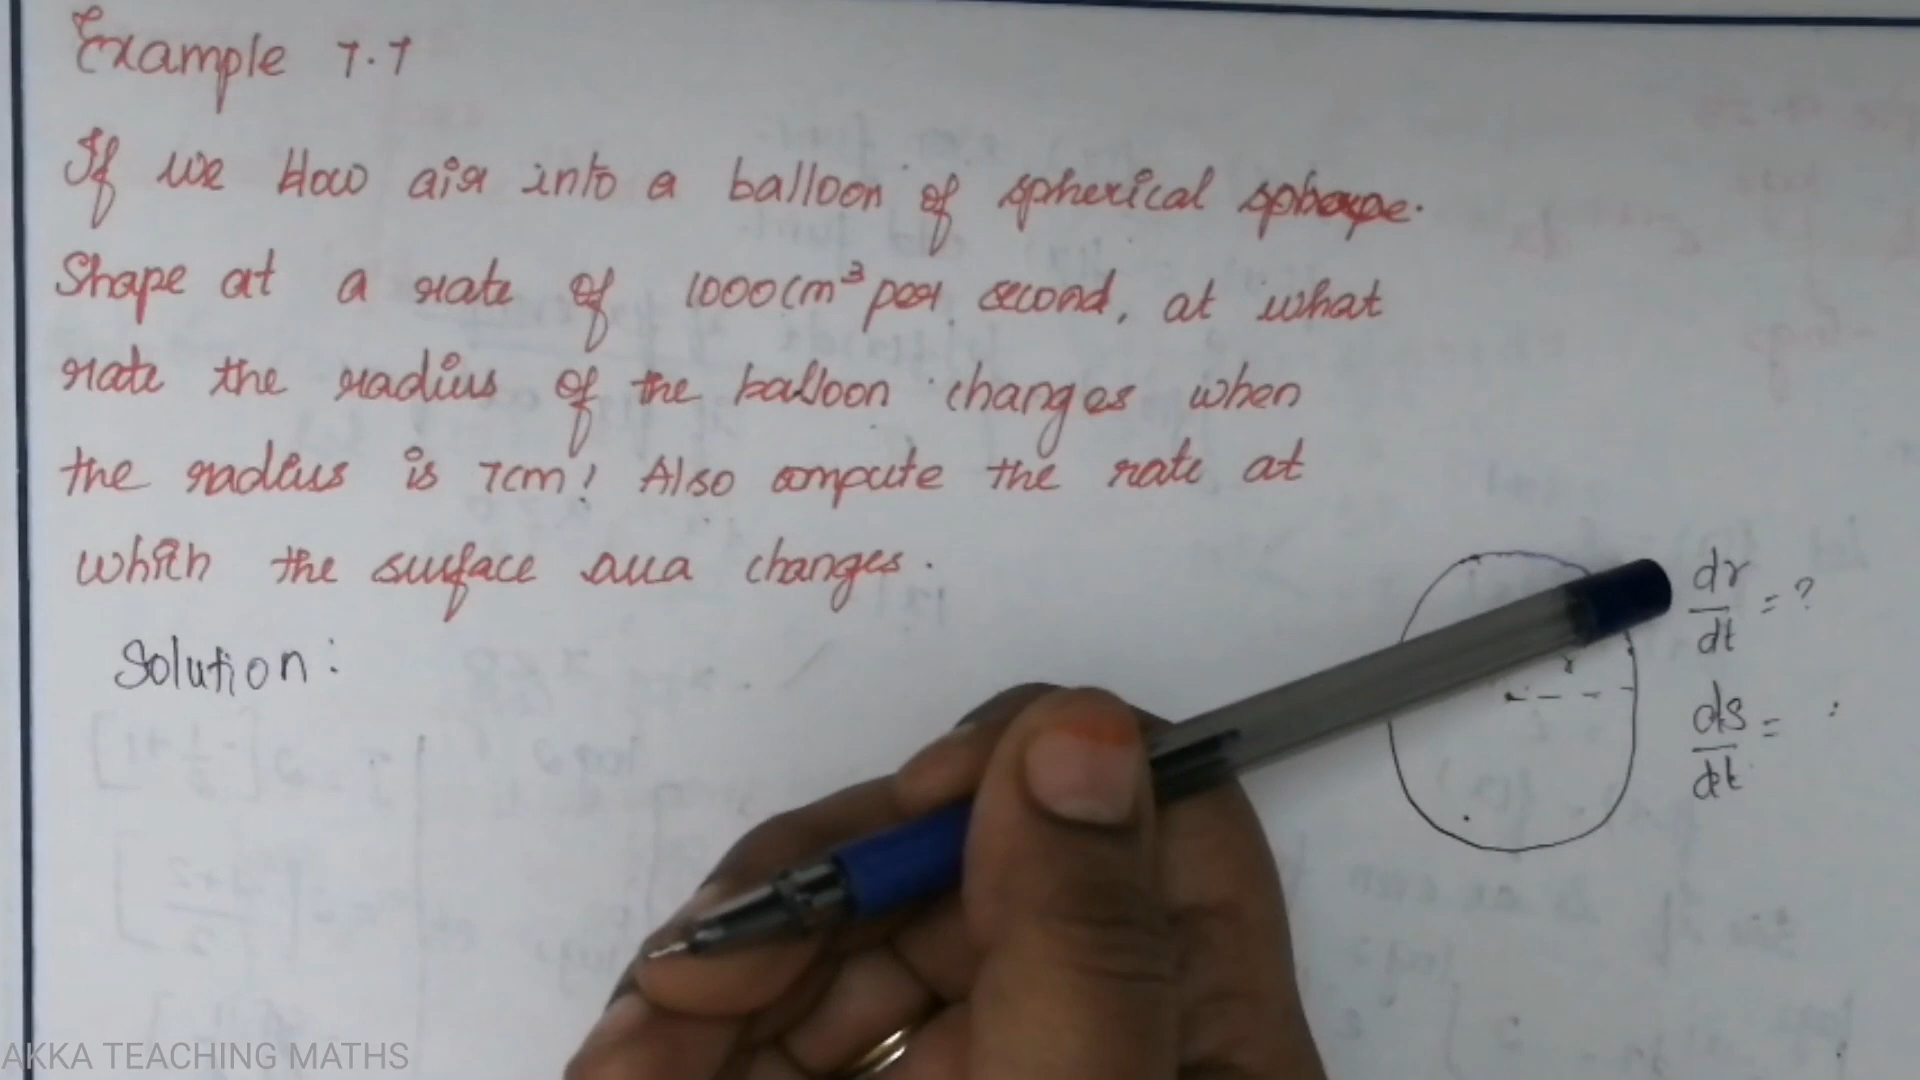 Example 7.7
If we blow air into a balloon of spherical
Shape at a rate of 1000cm³ per second, at what
rate the radius of the balloon changes when
the radius is 7cm? Also compute the rate at
which the surface area changes.
Solution:
dr/dt = ?
r
ds/dt =
AKKA TEACHING MATHS